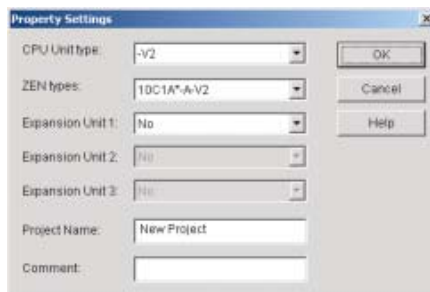 Property Settings
CPU Unit type: -V2
ZEN types: 10C1A*-A-V2
Expansion Unit 1: No
Expansion Unit 2: No
Expansion Unit 3: No
Project Name: New Project
Comment:
OK
Cancel
Help